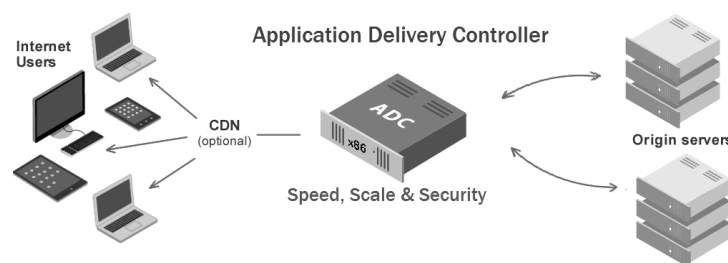 Application Delivery Controller
Internet
Users
CDN
(optional)
ADC
x86
Speed, Scale & Security
Origin servers